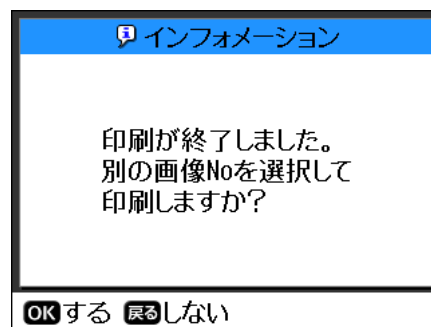 インフォメーション
印刷が終了しました。
別の画像Noを選択して
印刷しますか?
OKする 戻るしない